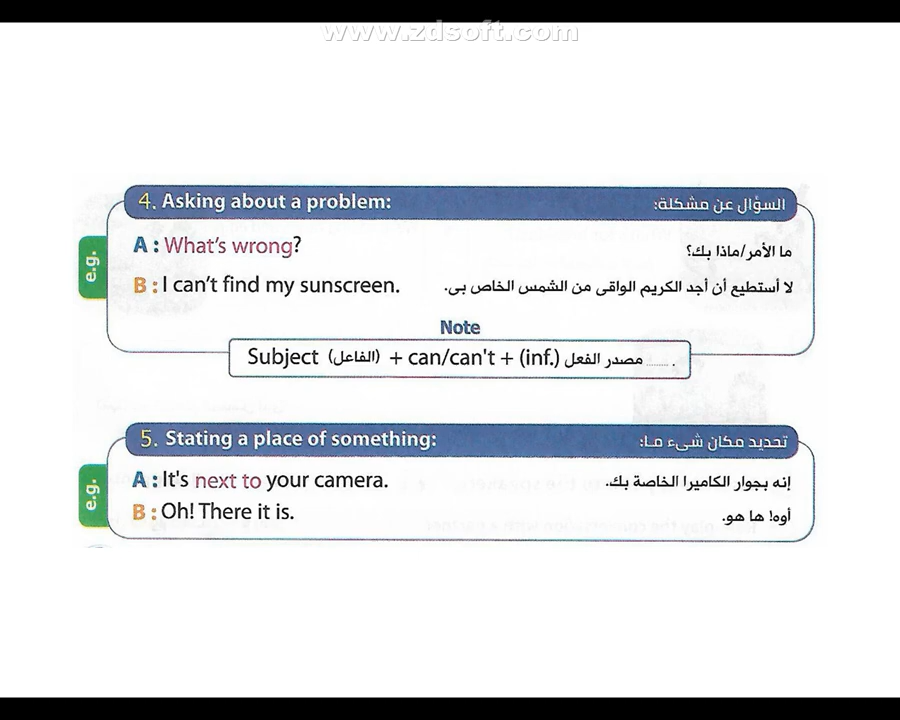 www.zdsoft.com
4. Asking about a problem: السؤال عن مشكلة:
e.g.
A : What's wrong? ما الأمر/ماذا بك؟
B : I can't find my sunscreen. لا أستطيع أن أجد الكريم الواقى من الشمس الخاص بى.
Note
Subject (الفاعل) + can/can't + (inf.) مصدر الفعل ......... .
5. Stating a place of something: تحديد مكان شىء ما:
e.g.
A : It's next to your camera. إنه بجوار الكاميرا الخاصة بك.
B : Oh! There it is. أوه! ها هو.